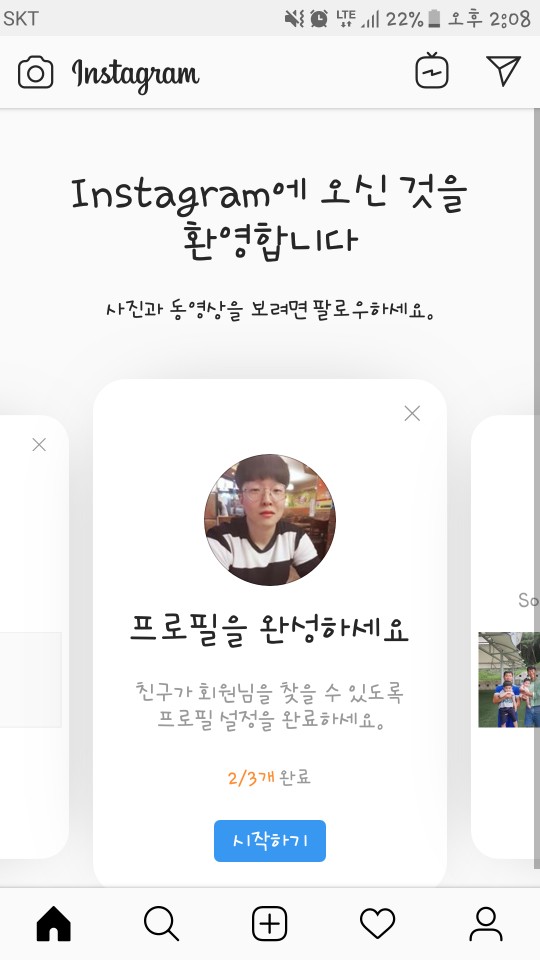 SKT LTE 22% 오후 2:08
Instagram
Instagram에 오신 것을
환영합니다
사진과 동영상을 보려면 팔로우하세요.
프로필을 완성하세요
친구가 회원님을 찾을 수 있도록
프로필 설정을 완료하세요.
So
2/3개 완료
시작하기